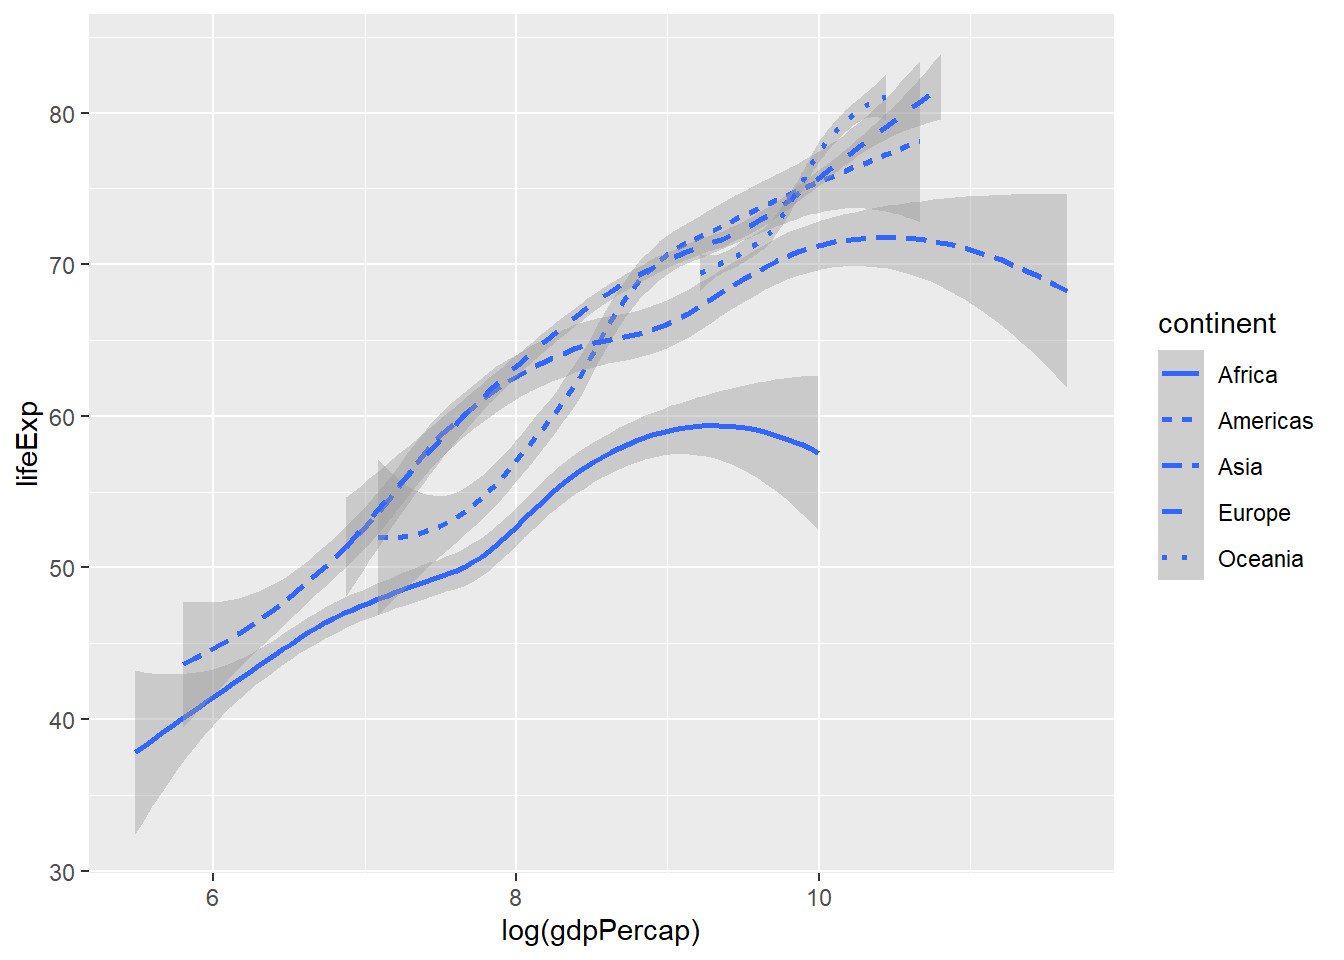 80
70
60
50
40
30
6
8
10
lifeExp
log(gdpPercap)
continent
Africa
Americas
Asia
Europe
Oceania